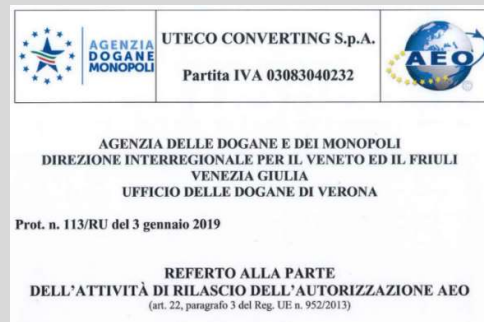 AGENZIA
DOGANE
MONOPOLI
UTECO CONVERTING S.p.A.
Partita IVA 03083040232
AEO
AGENZIA DELLE DOGANE E DEI MONOPOLI
DIREZIONE INTERREGIONALE PER IL VENETO ED IL FRIULI
VENEZIA GIULIA
UFFICIO DELLE DOGANE DI VERONA
Prot. n. 113/RU del 3 gennaio 2019
REFERTO ALLA PARTE
DELL'ATTIVITÀ DI RILASCIO DELL'AUTORIZZAZIONE AEO
(art. 22, paragrafo 3 del Reg. UE n. 952/2013)